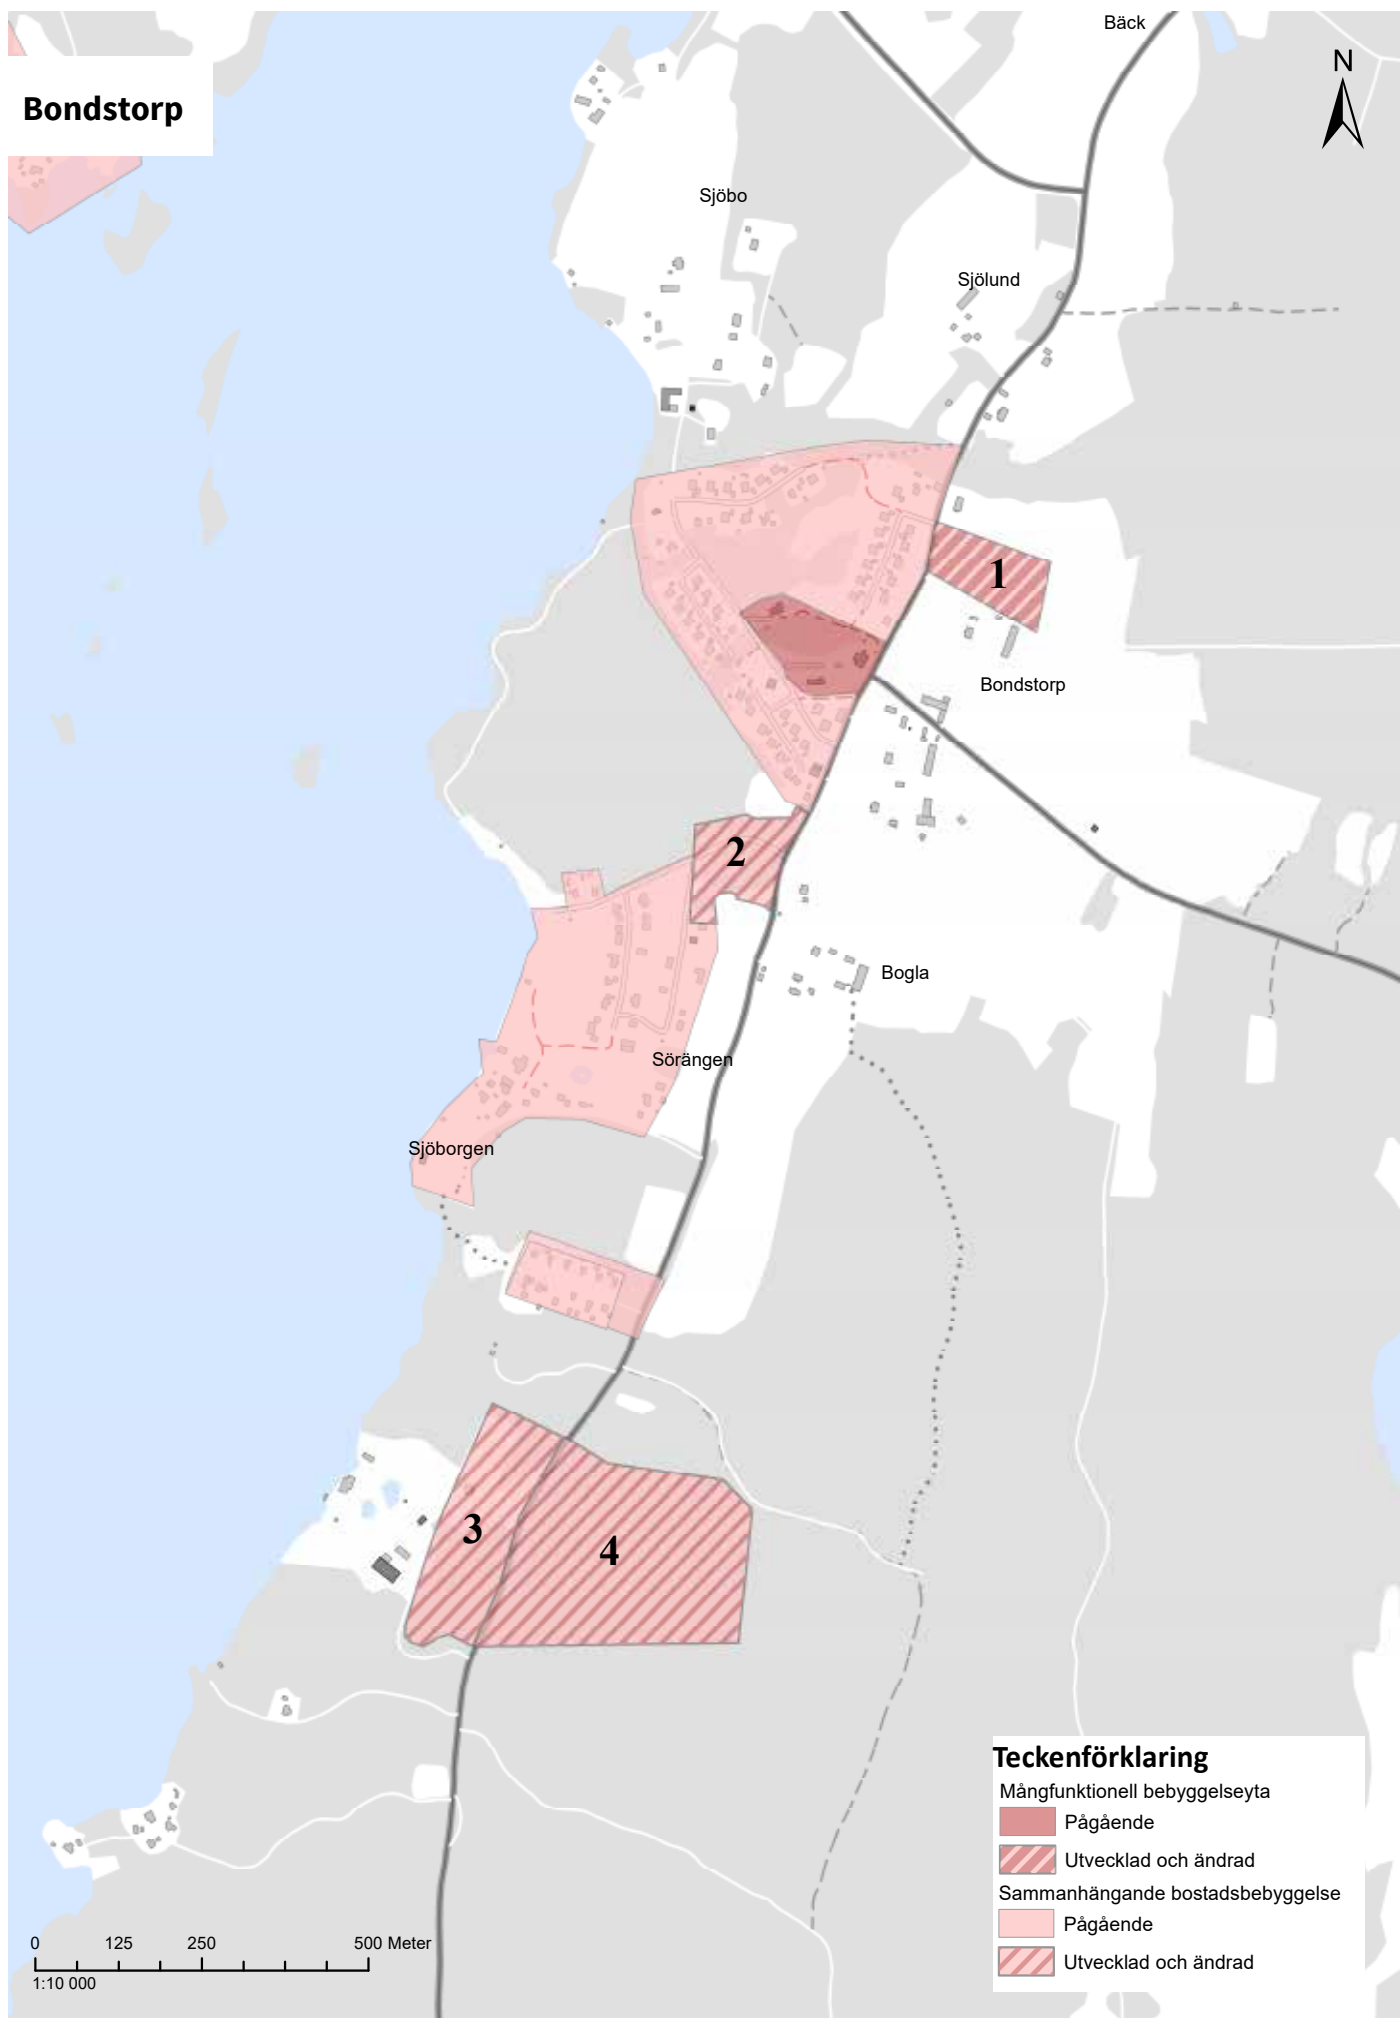 Bäck
N
Bondstorp
Sjöbo
Sjölund
1
Bondstorp
2
Bogla
Sörängen
Sjöborgen
3
4
Teckenförklaring
Mångfunktionell bebyggelseyta
Pågående
Utvecklad och ändrad
Sammanhängande bostadsbebyggelse
Pågående
Utvecklad och ändrad
0 125 250 500 Meter
1:10 000